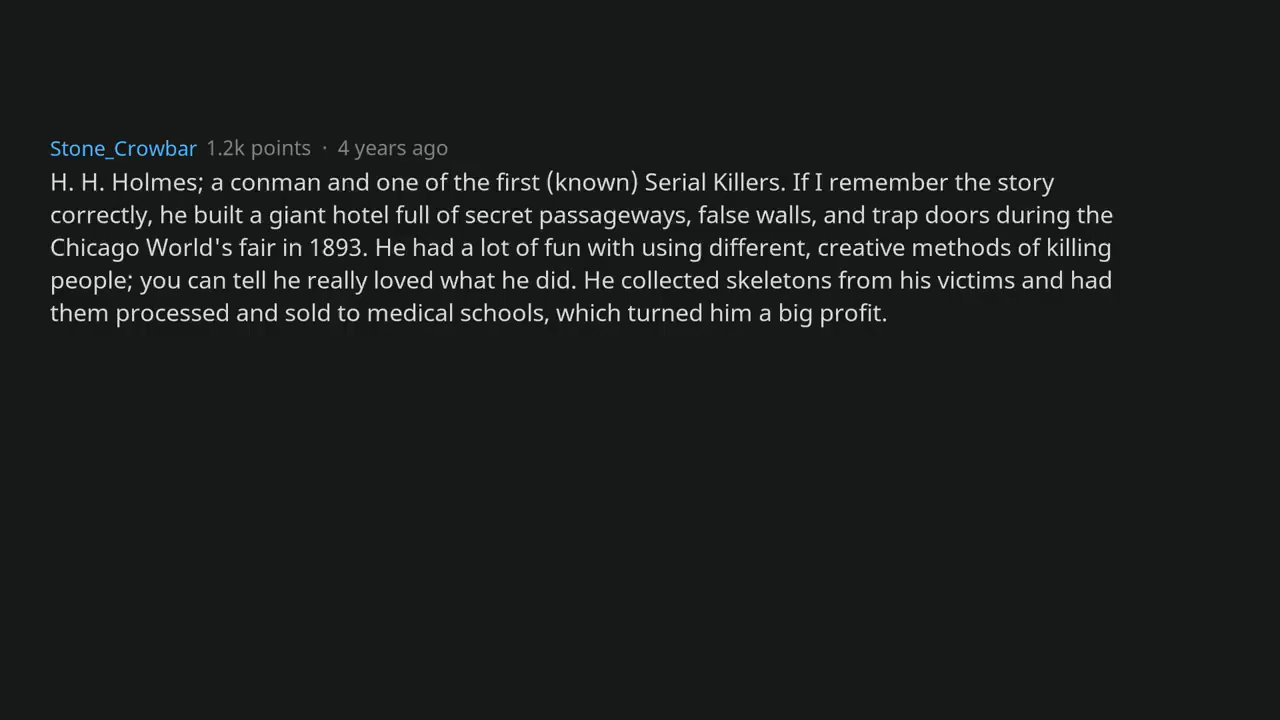 Stone_Crowbar 1.2k points · 4 years ago
H. H. Holmes; a conman and one of the first (known) Serial Killers. If I remember the story
correctly, he built a giant hotel full of secret passageways, false walls, and trap doors during the
Chicago World's fair in 1893. He had a lot of fun with using different, creative methods of killing
people; you can tell he really loved what he did. He collected skeletons from his victims and had
them processed and sold to medical schools, which turned him a big profit.